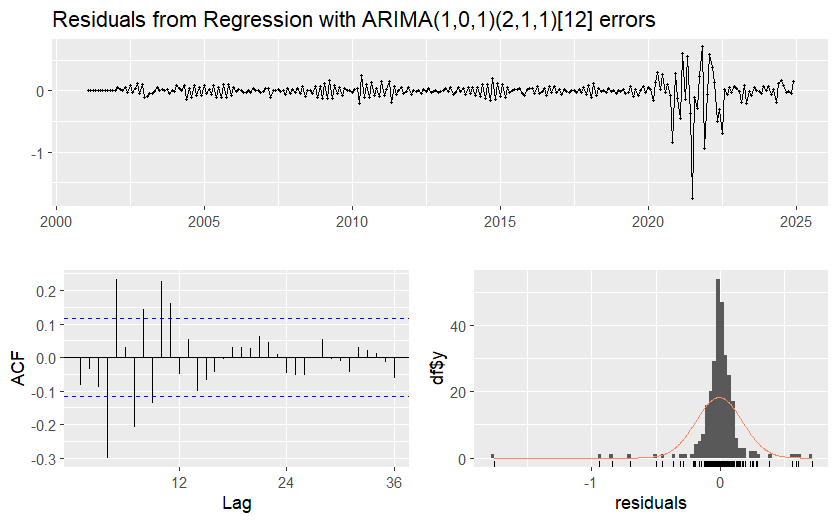 Residuals from Regression with ARIMA(1,0,1)(2,1,1)[12] errors
0
-1
2000 2005 2010 2015 2020 2025
ACF
0.2
0.1
0.0
-0.1
-0.2
-0.3
12 24 36
Lag
df$y
40
20
0
-1 0
residuals